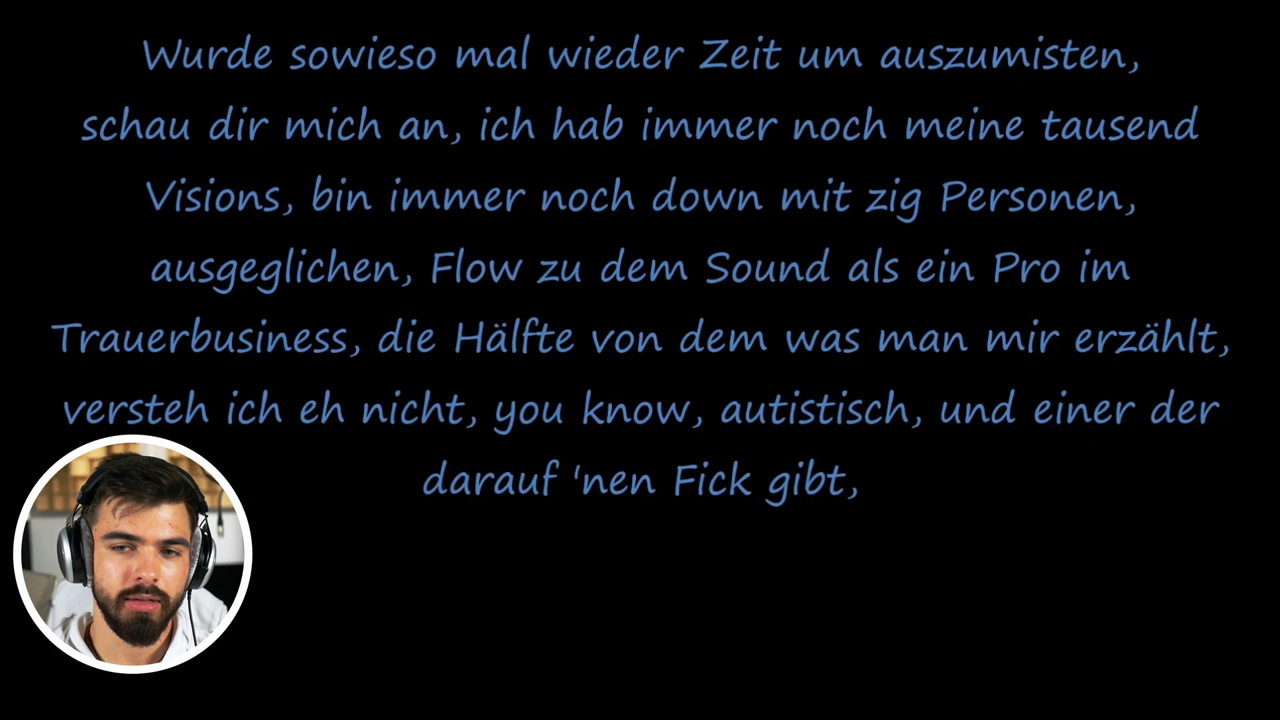 Wurde sowieso mal wieder Zeit um auszumisten,
schau dir mich an, ich hab immer noch meine tausend
Visions, bin immer noch down mit zig Personen,
ausgeglichen, Flow zu dem Sound als ein Pro im
Trauerbusiness, die Hälfte von dem was man mir erzählt,
versteh ich eh nicht, you know, autistisch, und einer der
darauf 'nen Fick gibt,